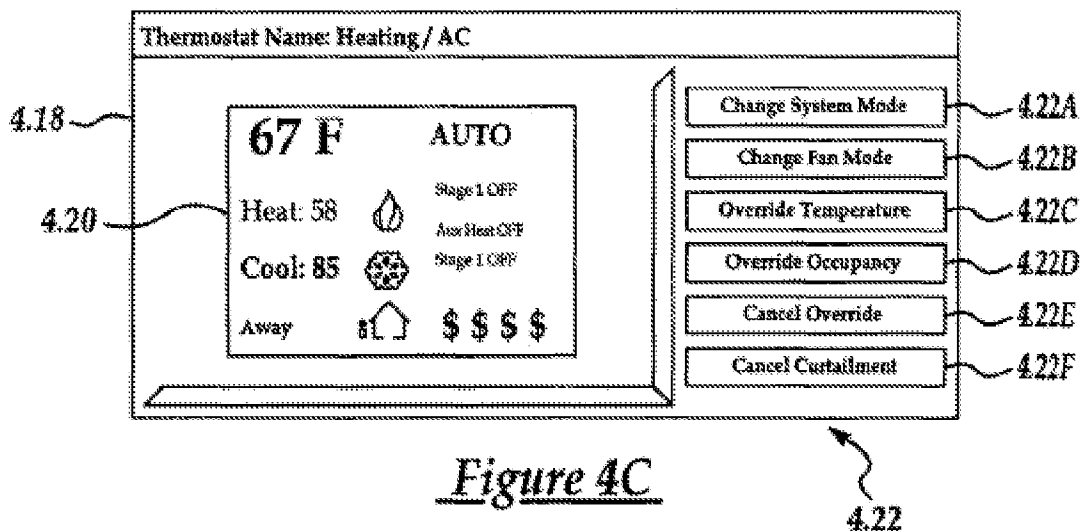 Thermostat Name: Heating/AC
4.18
67 F AUTO
4.20
Heat: 58
Stage 1 OFF
Aux Heat OFF
Cool: 85
Stage 1 OFF
Away
$ $ $ $
Change System Mode
4.22A
Change Fan Mode
4.22B
Override Temperature
4.22C
Override Occupancy
4.22D
Cancel Override
4.22E
Cancel Curtailment
4.22F
4.22
Figure 4C